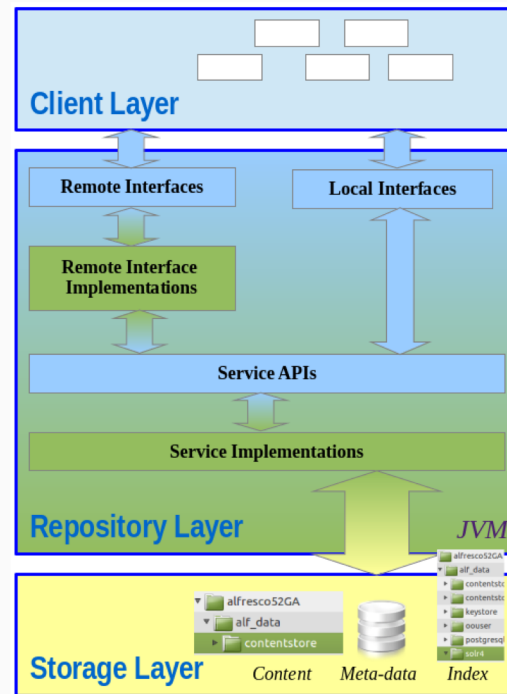 Client Layer
Remote Interfaces
Local Interfaces
Remote Interface
Implementations
Service APIs
Service Implementations
Repository Layer
JVM
alfresco52GA
alf_data
contentstore
alfresco52GA
alf_data
keystore
oouser
solr4
Storage Layer
Content
Meta-data
Index